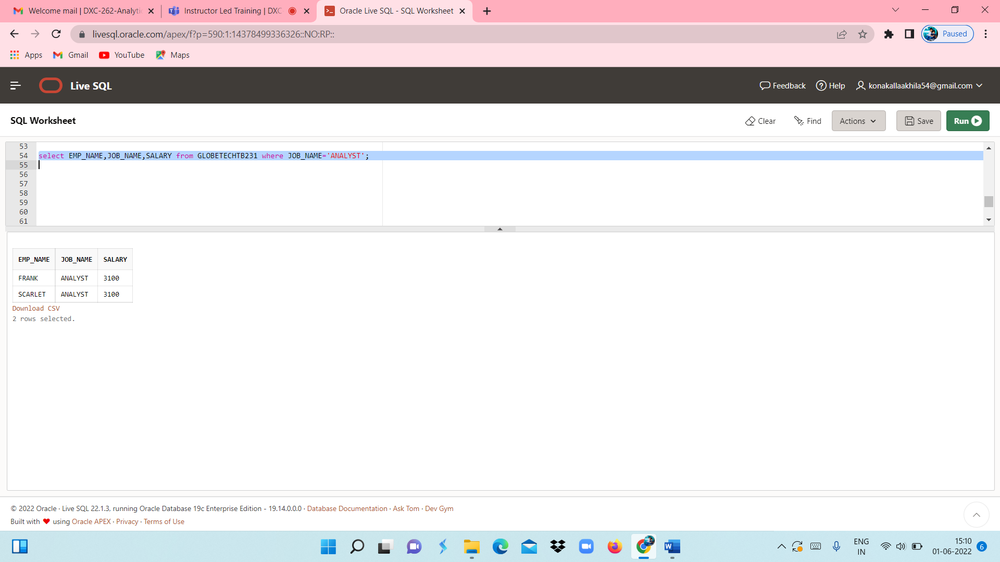 Welcome mail | DXC-262-Analytic
Instructor Led Training | DXC
Oracle Live SQL - SQL Worksheet
livesql.oracle.com/apex/f?p=590:1:14378499336326::NO:RP::
Paused
Apps
Gmail
YouTube
Maps
Live SQL
Feedback
Help
konakallaakhila54@gmail.com
SQL Worksheet
Clear
Find
Actions
Save
Run
53
54 select EMP_NAME,JOB_NAME,SALARY from GLOBETECHTB231 where JOB_NAME='ANALYST';
55
56
57
58
59
60
61
EMP_NAME JOB_NAME SALARY
FRANK ANALYST 3100
SCARLET ANALYST 3100
Download CSV
2 rows selected.
© 2022 Oracle · Live SQL 22.1.3, running Oracle Database 19c Enterprise Edition - 19.14.0.0.0 · Database Documentation · Ask Tom · Dev Gym
Built with ❤ using Oracle APEX · Privacy · Terms of Use
ENG
IN
15:10
01-06-2022
6